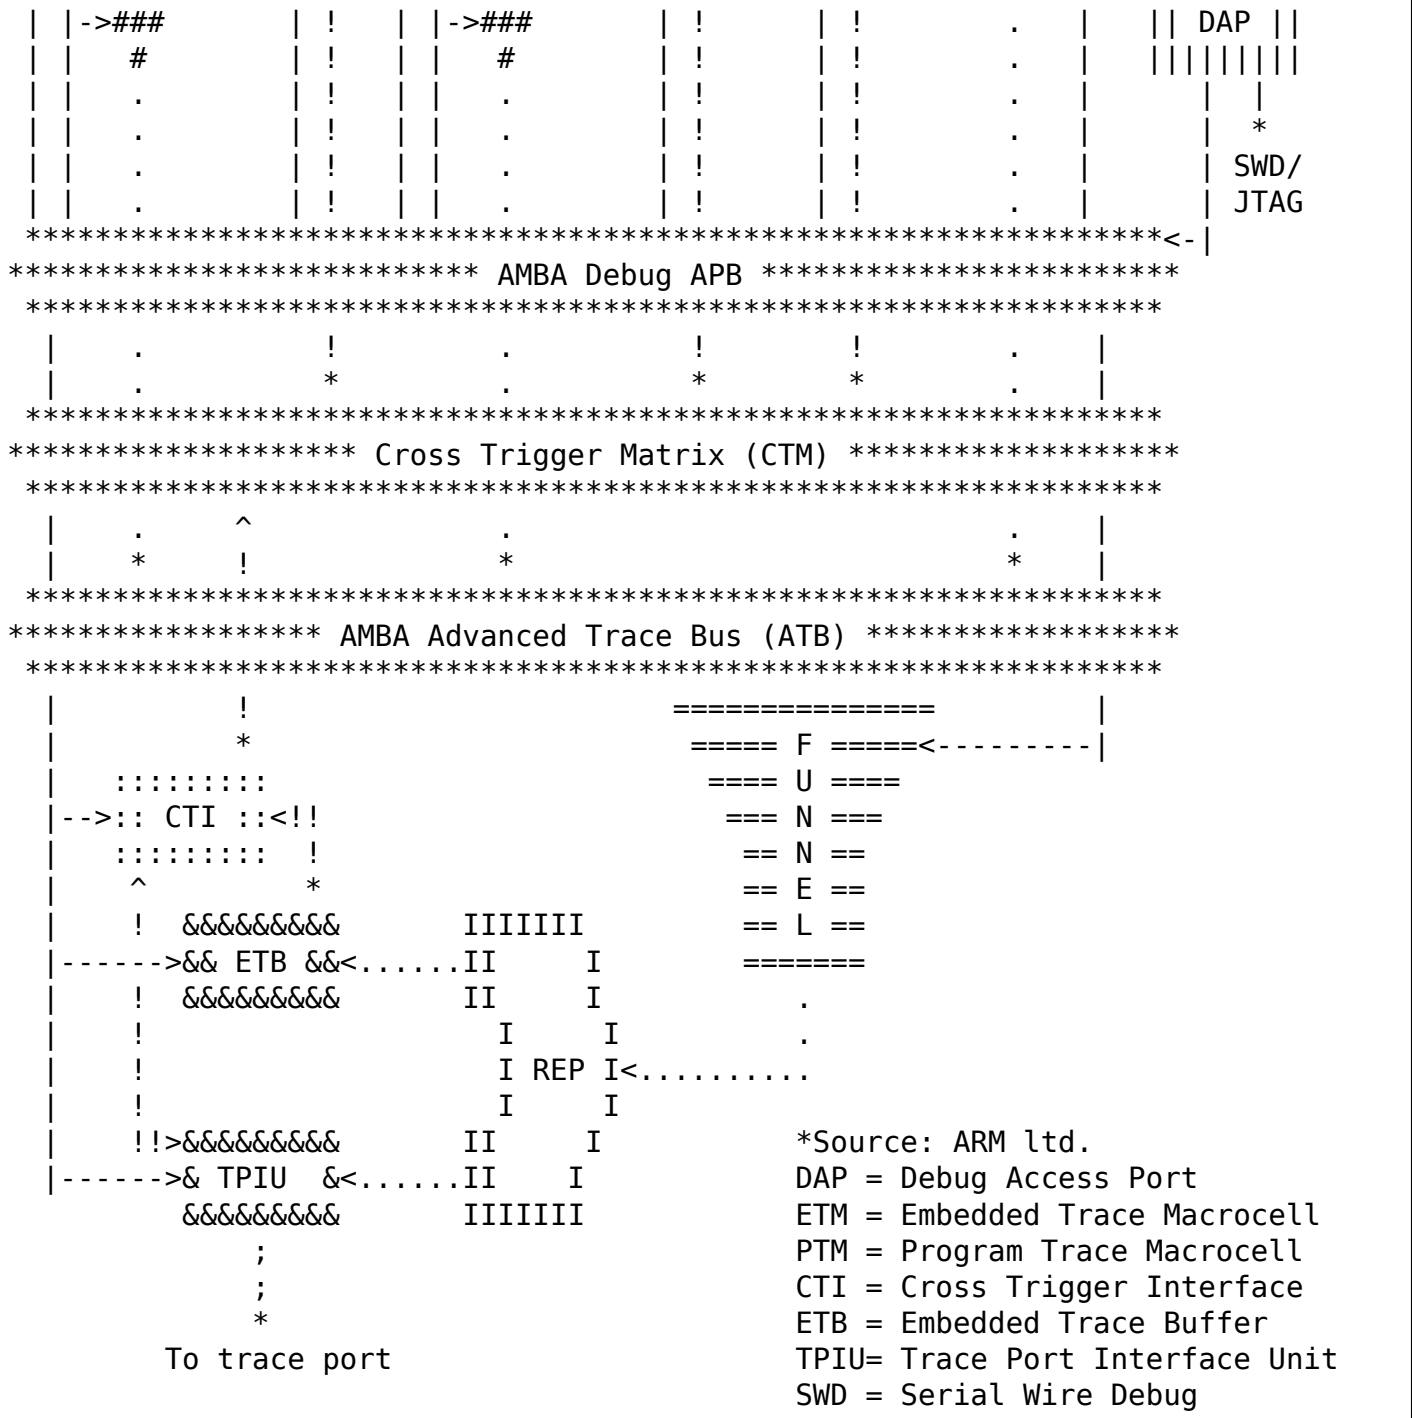 DAP
SWD/
JTAG
AMBA Debug APB
Cross Trigger Matrix (CTM)
AMBA Advanced Trace Bus (ATB)
F
U
CTI N
N
E
L
ETB
REP
*Source: ARM ltd.
TPIU DAP = Debug Access Port
ETM = Embedded Trace Macrocell
PTM = Program Trace Macrocell
CTI = Cross Trigger Interface
ETB = Embedded Trace Buffer
To trace port TPIU= Trace Port Interface Unit
SWD = Serial Wire Debug